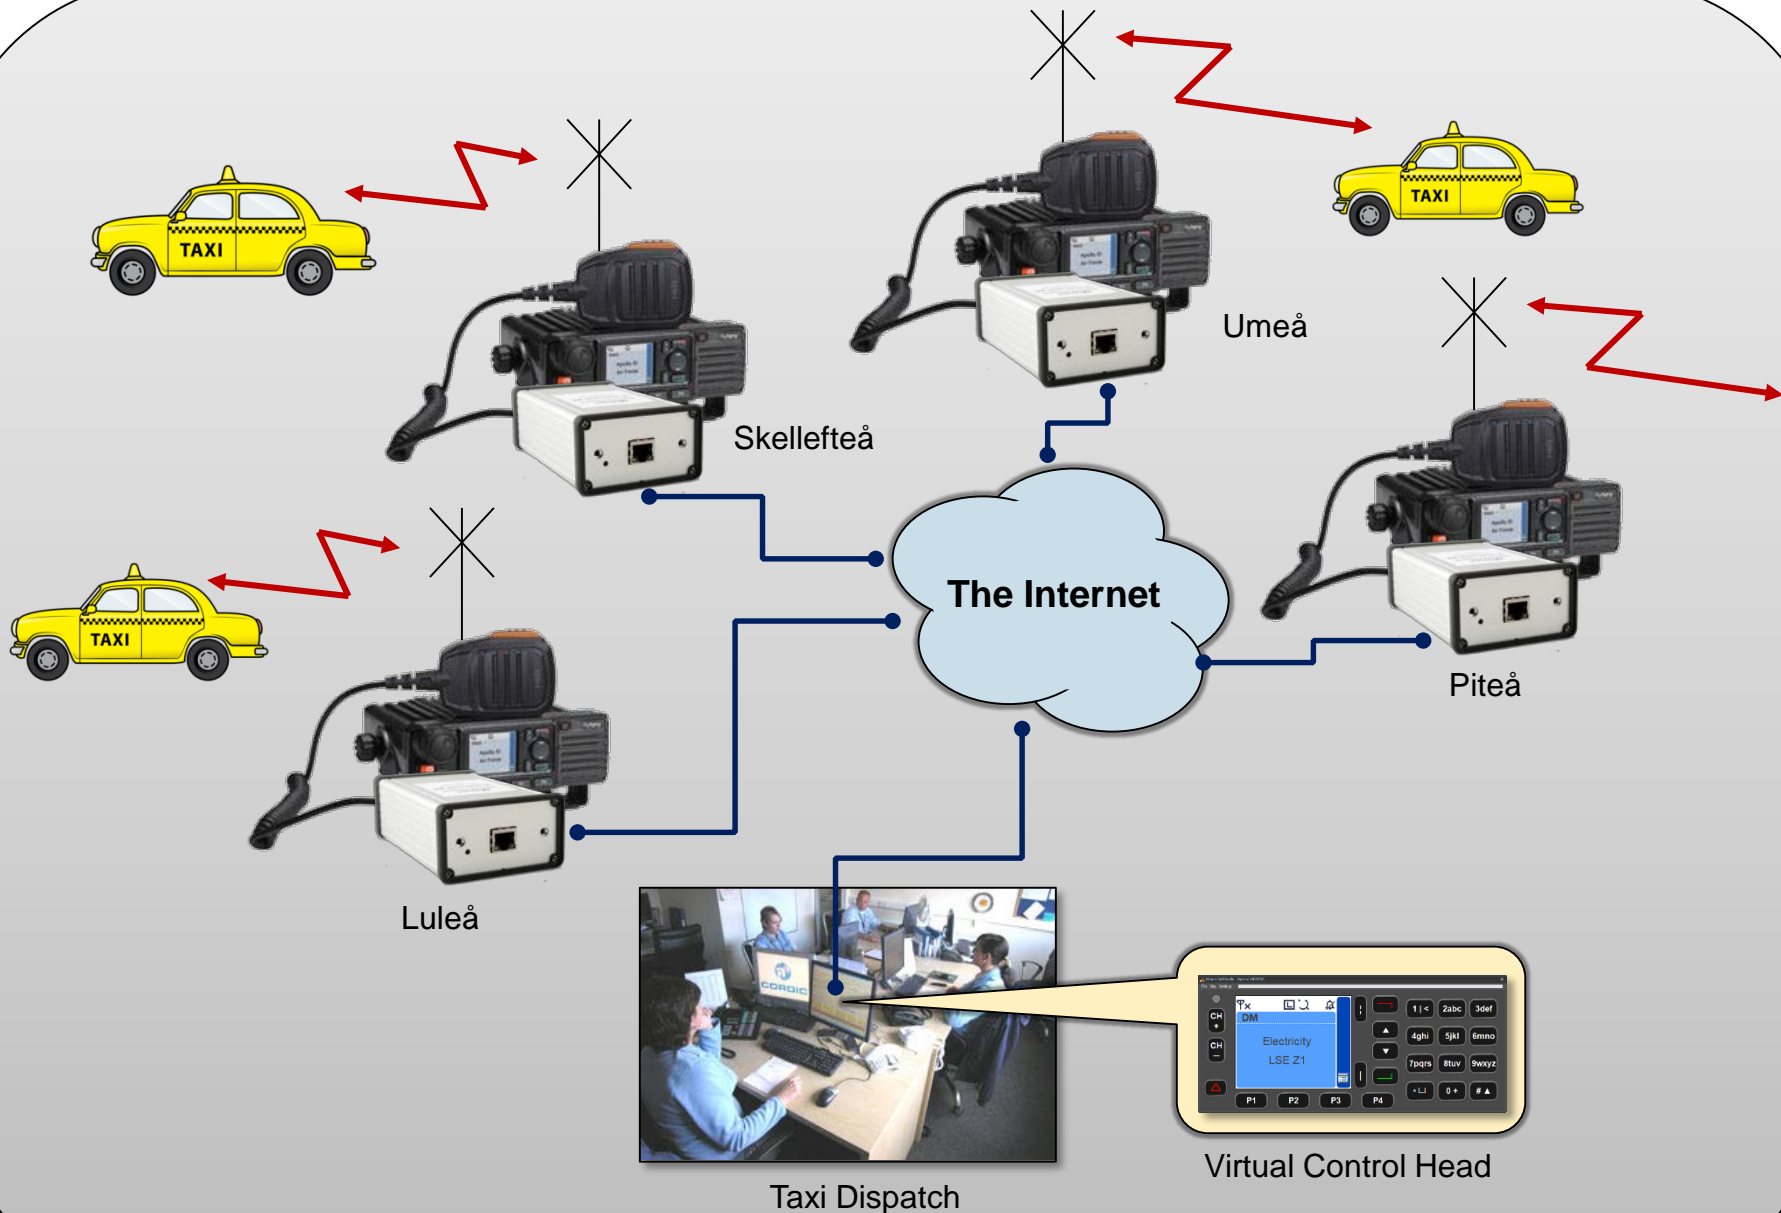 TAXI
TAXI
Umeå
Skellefteå
The Internet
TAXI
Piteå
Luleå
CORDIC
DM
Electricity
LSE Z1
CH
+
CH
–
1 | < 2abc 3def
4ghi 5jkl 6mno
7pqrs 8tuv 9wxyz
0 + # ▲
P1 P2 P3 P4
Virtual Control Head
Taxi Dispatch